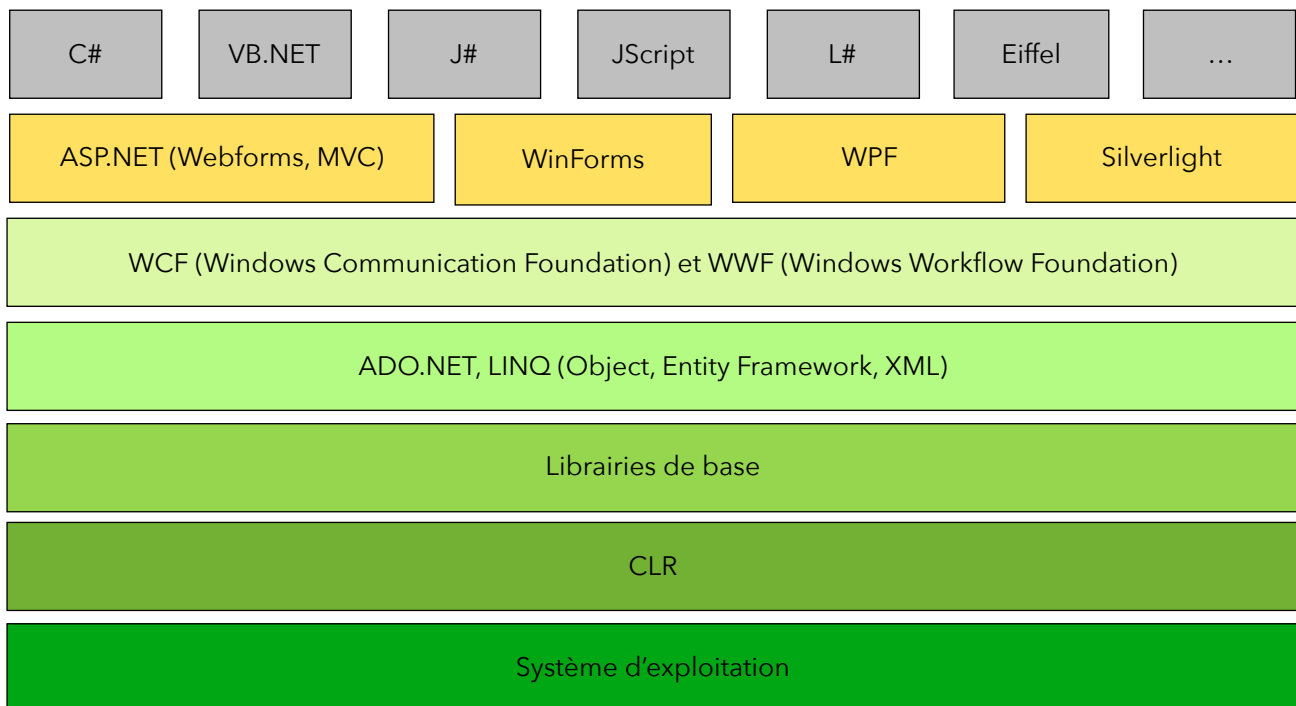 C#
VB.NET
J#
JScript
L#
Eiffel
…
ASP.NET (Webforms, MVC)
WinForms
WPF
Silverlight
WCF (Windows Communication Foundation) et WWF (Windows Workflow Foundation)
ADO.NET, LINQ (Object, Entity Framework, XML)
Librairies de base
CLR
Système d'exploitation